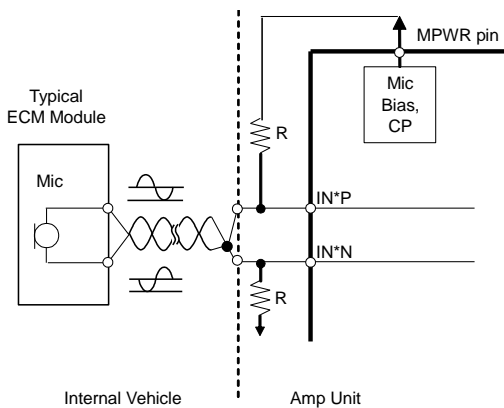 MPWR pin
Mic
Bias,
CP
Typical
ECM Module
R
Mic
IN*P
IN*N
R
Internal Vehicle
Amp Unit